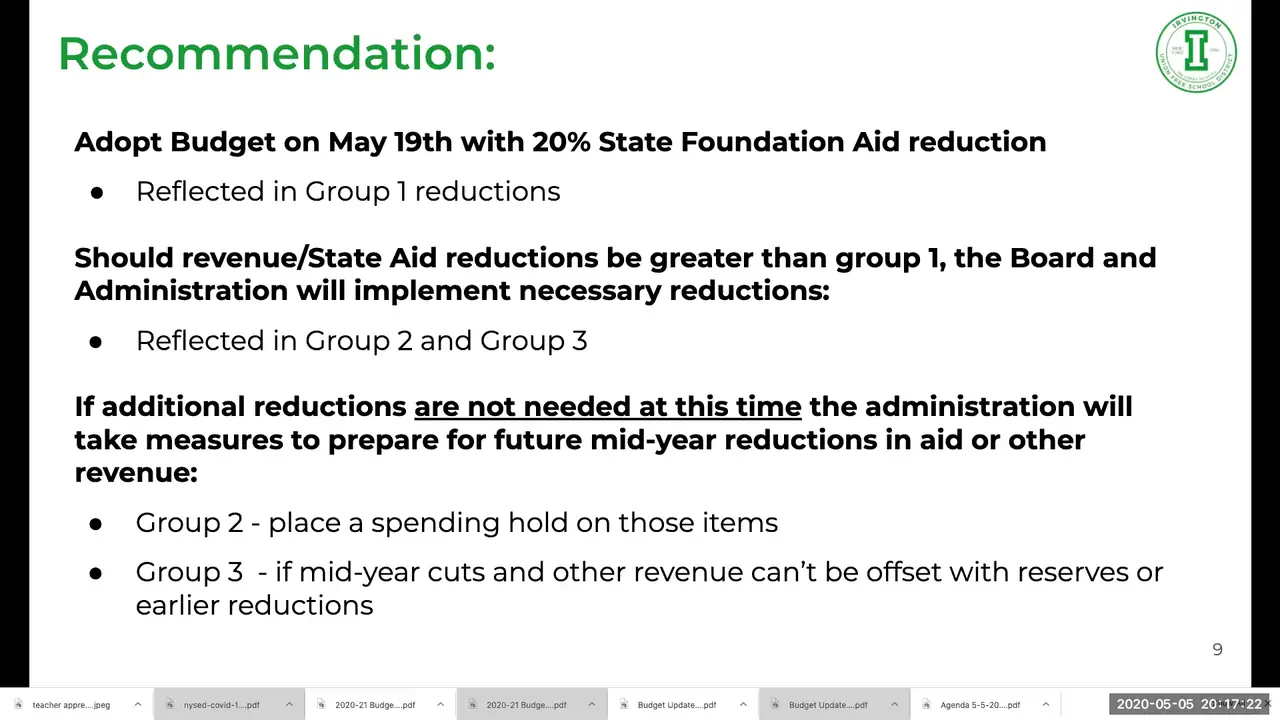 Recommendation:
IRVINGTON
UNION FREE SCHOOL DISTRICT
Adopt Budget on May 19th with 20% State Foundation Aid reduction
● Reflected in Group 1 reductions
Should revenue/State Aid reductions be greater than group 1, the Board and
Administration will implement necessary reductions:
● Reflected in Group 2 and Group 3
If additional reductions are not needed at this time the administration will
take measures to prepare for future mid-year reductions in aid or other
revenue:
● Group 2 - place a spending hold on those items
● Group 3  - if mid-year cuts and other revenue can’t be offset with reserves or
earlier reductions
9
teacher appre....jpeg nysed-covid-1....pdf 2020-21 Budge....pdf 2020-21 Budge....pdf Budget Update....pdf Budget Update....pdf Agenda 5-5-20....pdf 2020-05-05 20:17:22